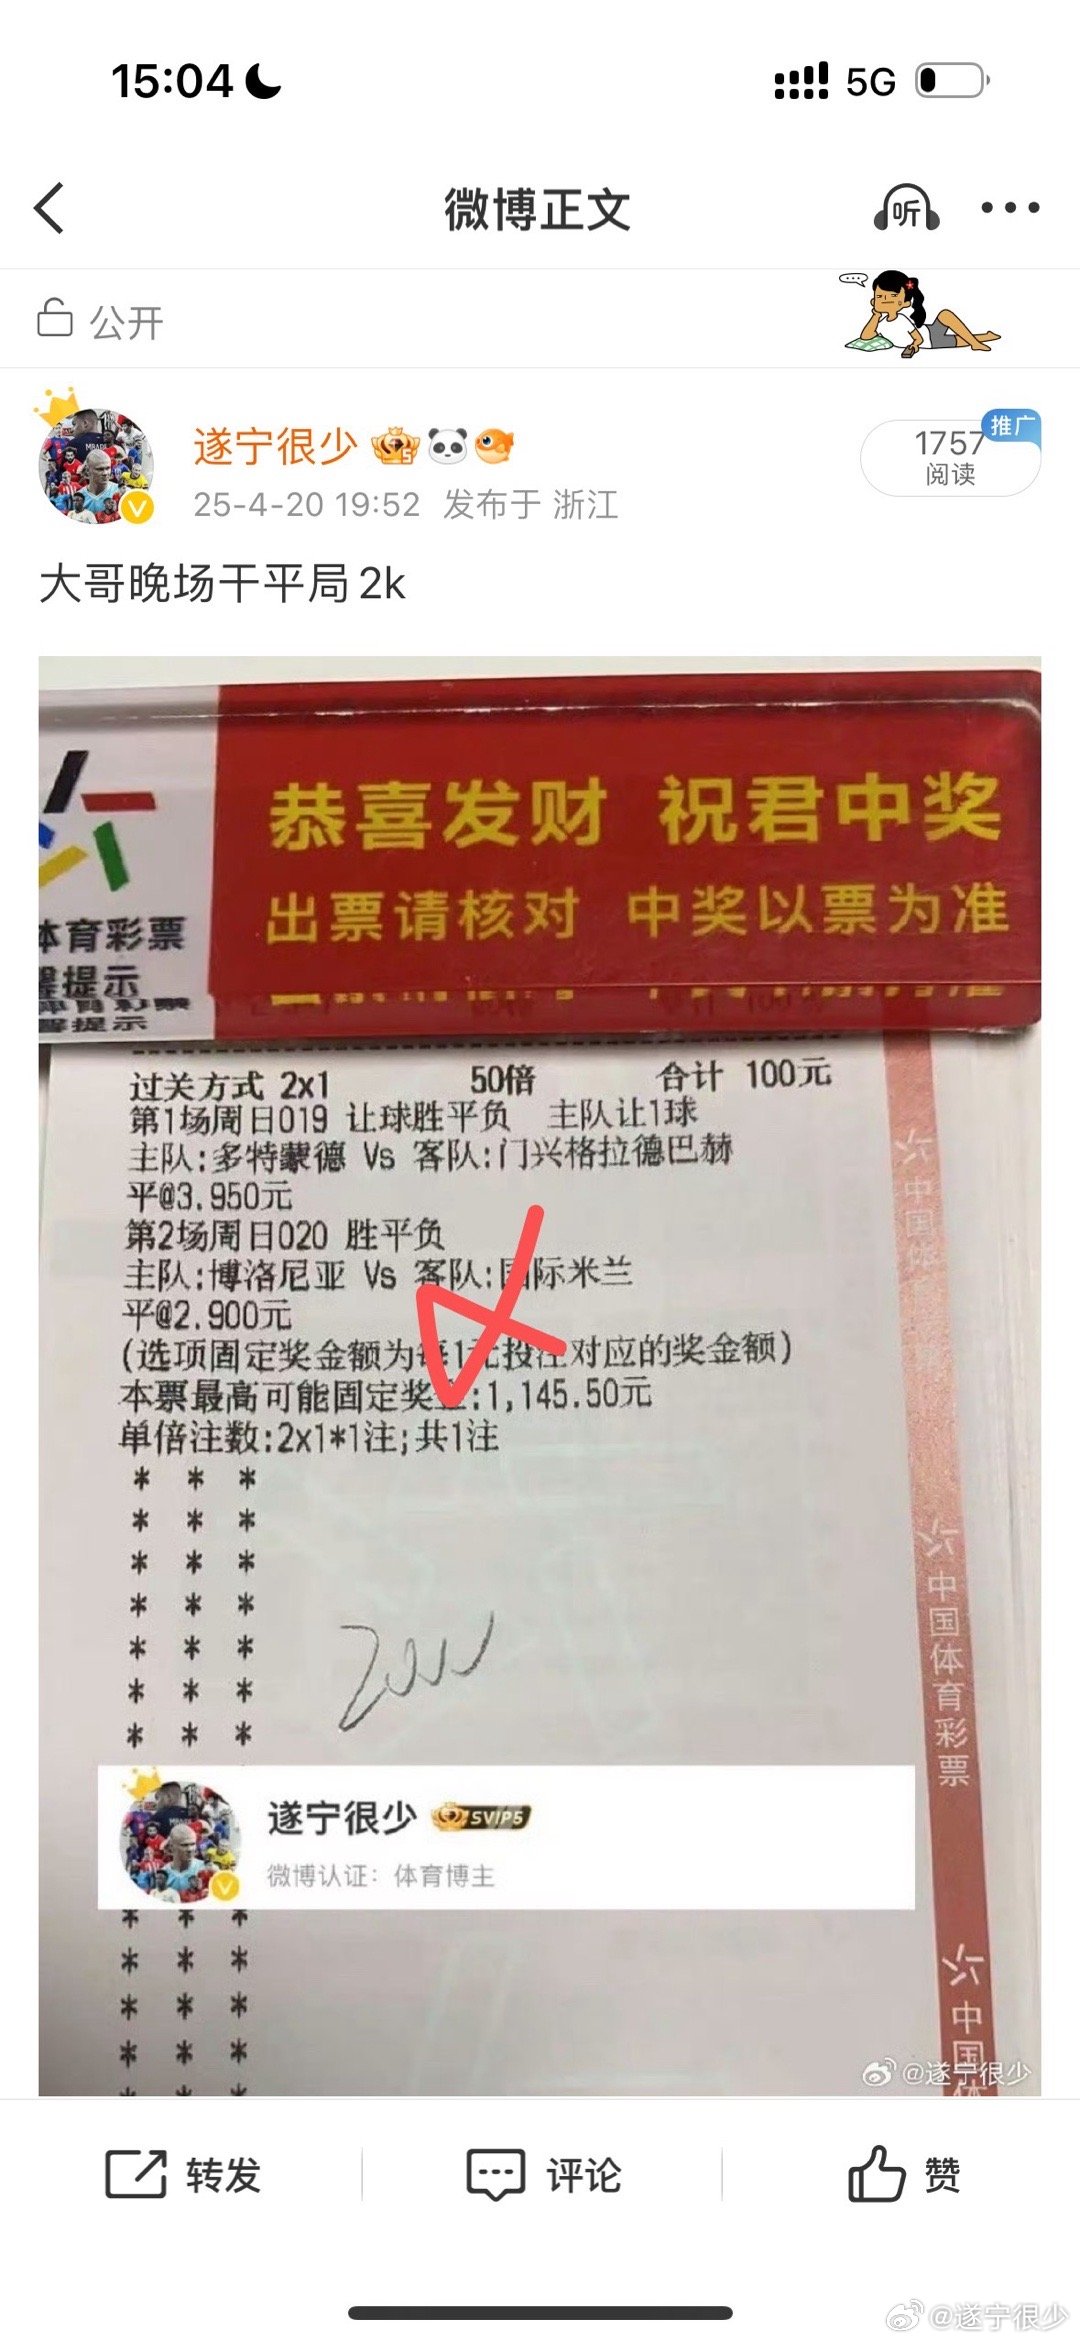 15:04
5G
微博正文
听
公开
遂宁很少
25-4-20 19:52 发布于 浙江
推广
1757
阅读
大哥晚场干平局2k
恭喜发财 祝君中奖
出票请核对 中奖以票为准
体育彩票
提示
过关方式 2x1 50倍 合计 100元
第1场周日019 让球胜平负 主队让1球
主队:多特蒙德 Vs 客队:门兴格拉德巴赫
平@3.950元
第2场周日020 胜平负
主队:博洛尼亚 Vs 客队:国际米兰
平@2.900元
(选项固定奖金额为每1元投注对应的奖金额)
本票最高可能固定奖金:1,145.50元
单倍注数:2x1*1注;共1注
* * *
* * *
* * *
* * *
* * *
* * *
* * *
2000
遂宁很少 SVIP5
微博认证：体育博主
* * *
* * *
* * *
* * *
* * *
中国体
中国体育彩票
中国体
@遂宁很少
转发
评论
赞
@遂宁很少